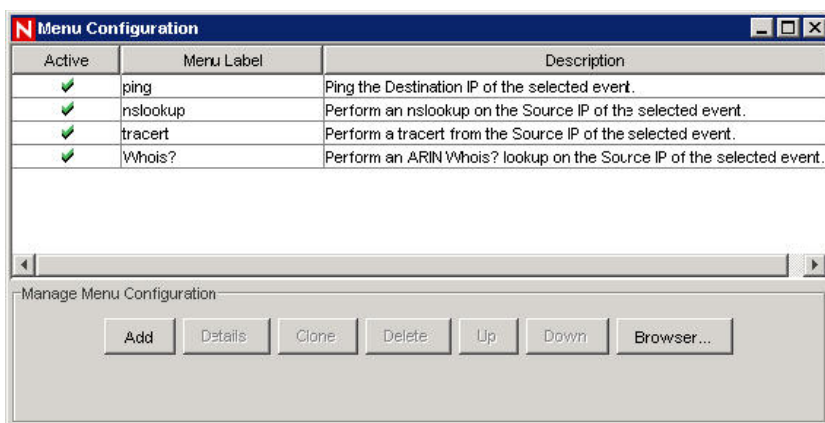 N Menu Configuration
Active Menu Label Description
ping Ping the Destination IP of the selected event.
nslookup Perform an nslookup on the Source IP of the selected event.
tracert Perform a tracert from the Source IP of the selected event.
Whois? Perform an ARIN Whois? lookup on the Source IP of the selected event.
Manage Menu Configuration
Add Details Clone Delete Up Down Browser...